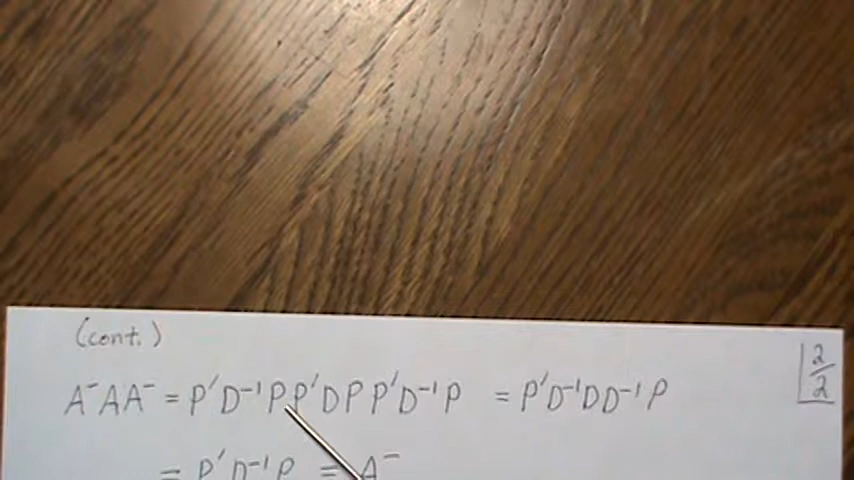 (cont.)
2/2
A⁻AA⁻ = P′D⁻¹PP′DPP′D⁻¹P = P′D⁻¹DD⁻¹P
= P′D⁻¹P = A⁻